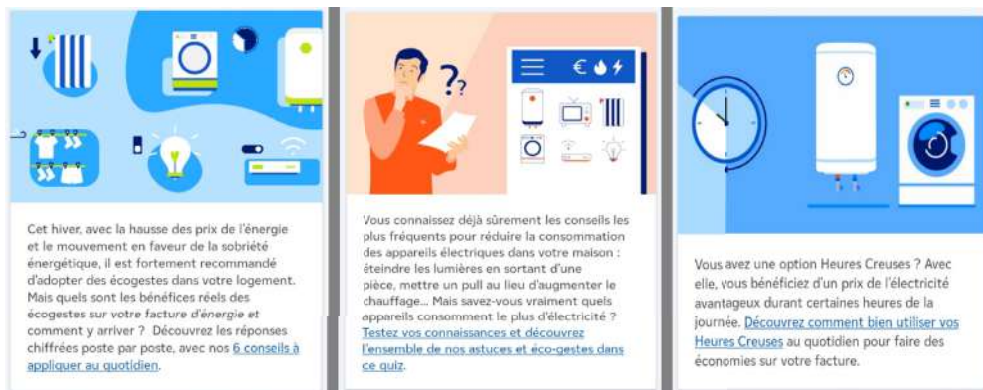 ??
€
Cet hiver, avec la hausse des prix de l'énergie
et le mouvement en faveur de la sobriété
énergétique, il est fortement recommandé
d'adopter des écogestes dans votre logement.
Mais quels sont les bénéfices réels des
écogestes sur votre facture d'énergie et
comment y arriver ? Découvrez les réponses
chiffrées poste par poste, avec nos 6 conseils à
appliquer au quotidien.
Vous connaissez déjà sûrement les conseils les
plus fréquents pour réduire la consommation
des appareils électriques dans votre maison :
éteindre les lumières en sortant d'une
pièce, mettre un pull au lieu d'augmenter le
chauffage... Mais savez-vous vraiment quels
appareils consomment le plus d'électricité ?
Testez vos connaissances et découvrez
l'ensemble de nos astuces et éco-gestes dans
ce quiz.
Vous avez une option Heures Creuses ? Avec
elle, vous bénéficiez d'un prix de l'électricité
avantageux durant certaines heures de la
journée. Découvrez comment bien utiliser vos
Heures Creuses au quotidien pour faire des
économies sur votre facture.